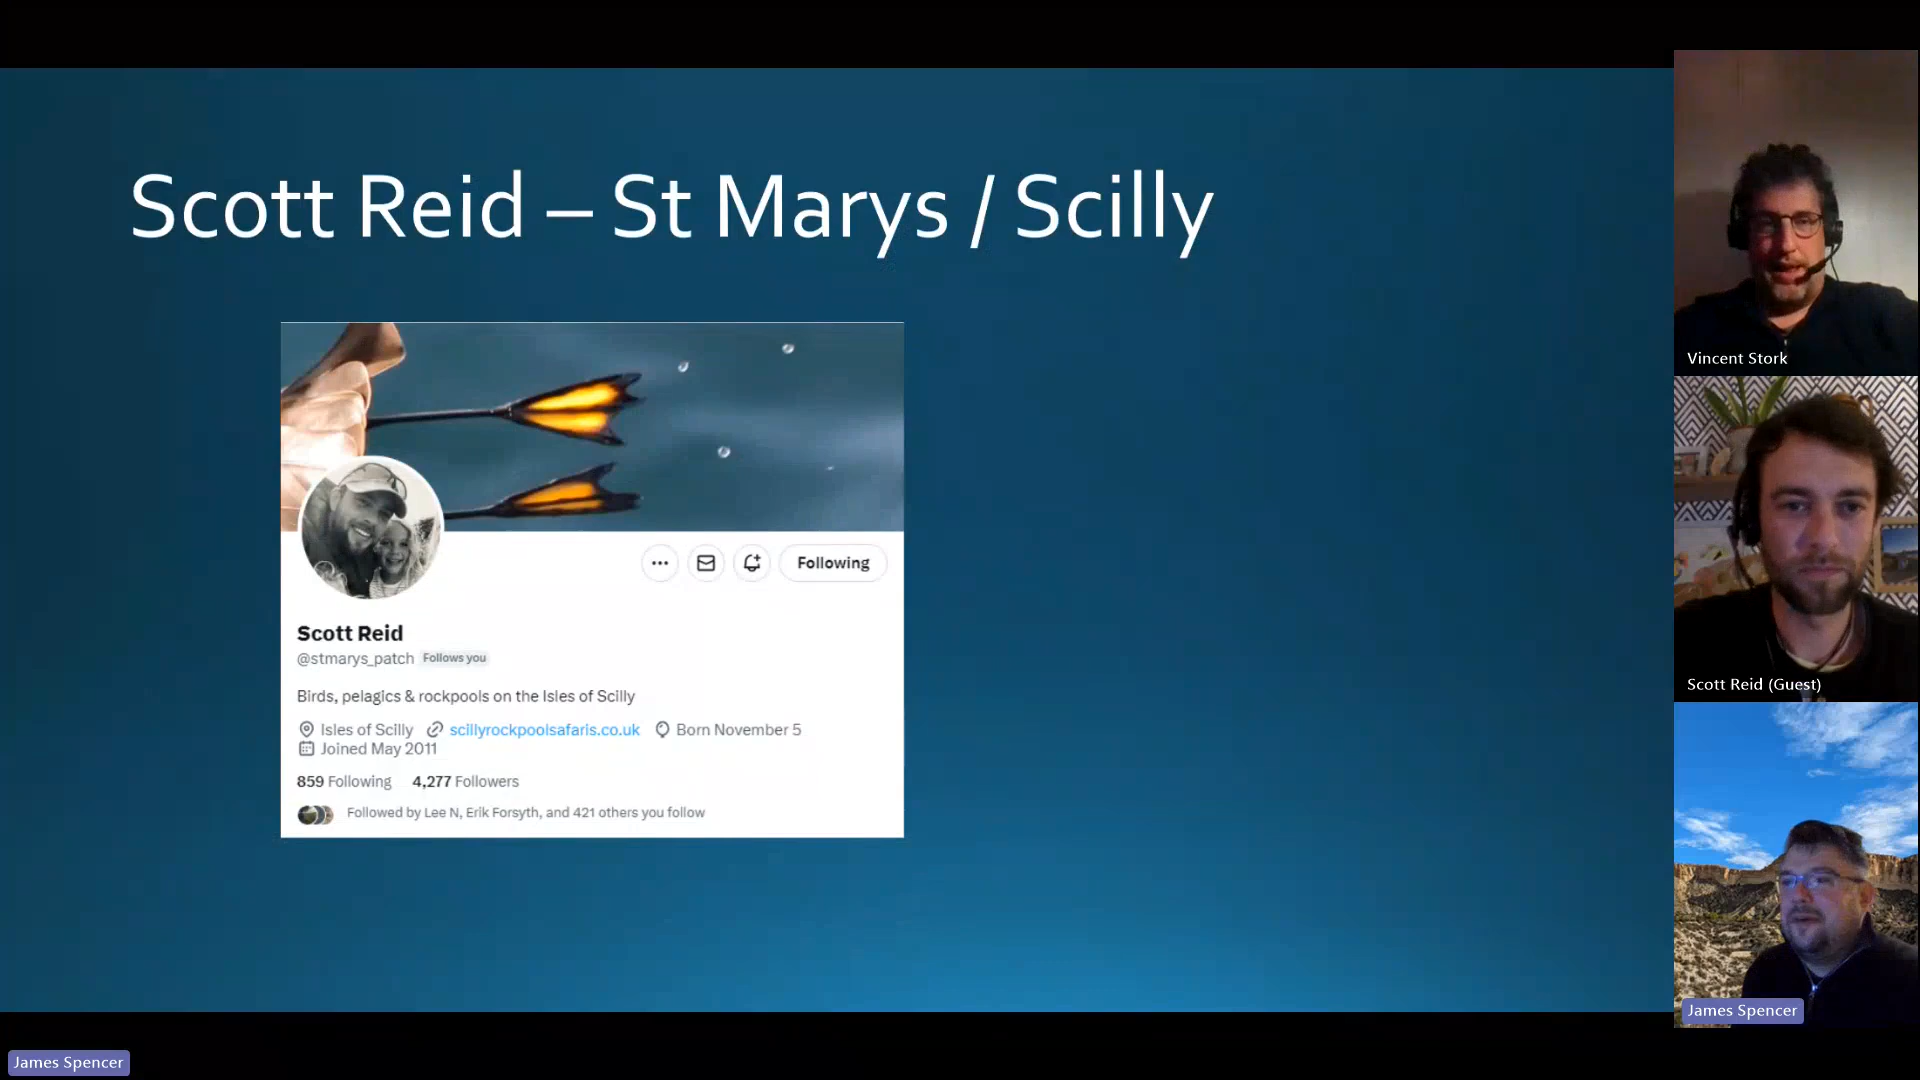 Scott Reid – St Marys / Scilly
Following
Scott Reid
@stmarys_patch Follows you
Birds, pelagics & rockpools on the Isles of Scilly
Isles of Scilly scillyrockpoolsafaris.co.uk Born November 5
Joined May 2011
859 Following 4,277 Followers
Followed by Lee N, Erik Forsyth, and 421 others you follow
Vincent Stork
Scott Reid (Guest)
James Spencer
James Spencer